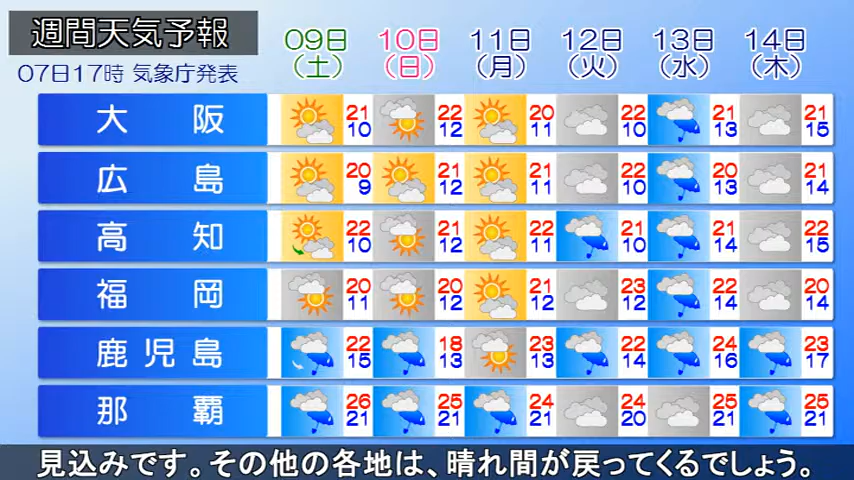 週間天気予報
07日17時 気象庁発表
09日 10日 11日 12日 13日 14日
（土） （日） （月） （火） （水） （木）
大阪 21 10 22 12 20 11 22 10 21 13 21 15
広島 20 9 21 12 21 11 22 10 20 13 21 14
高知 22 10 21 12 22 11 21 10 21 14 22 15
福岡 20 11 20 12 21 12 23 12 22 14 20 14
鹿児島 22 15 18 13 23 13 22 14 24 16 23 17
那覇 26 21 25 21 24 21 24 20 25 21 25 21
見込みです。その他の各地は、晴れ間が戻ってくるでしょう。